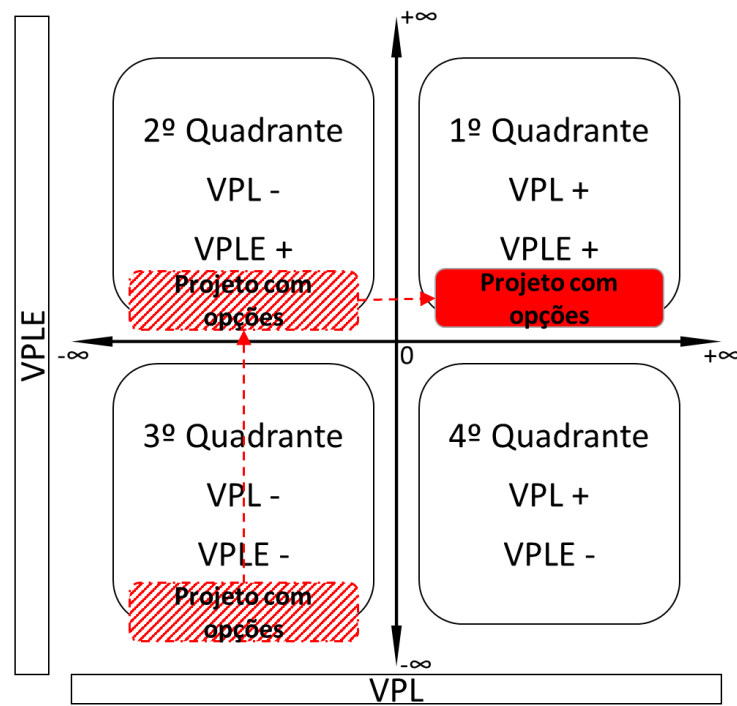 +∞
2º Quadrante
VPL -
VPLE +
Projeto com
opções
1º Quadrante
VPL +
VPLE +
Projeto com
opções
VPLE
-∞
0
+∞
3º Quadrante
VPL -
VPLE -
Projeto com
opções
4º Quadrante
VPL +
VPLE -
-∞
VPL